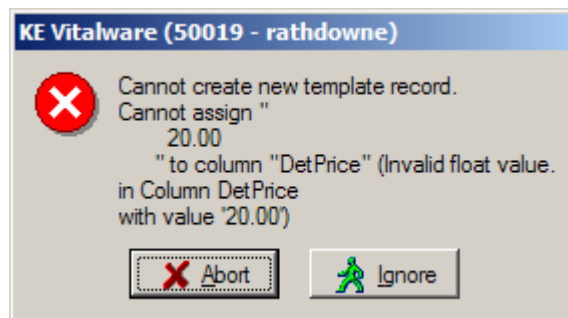 KE Vitalware (50019 - rathdowne)
Cannot create new template record.
Cannot assign "
20.00
" to column "DetPrice" (Invalid float value.
in Column DetPrice
with value '20.00')
Abort
Ignore